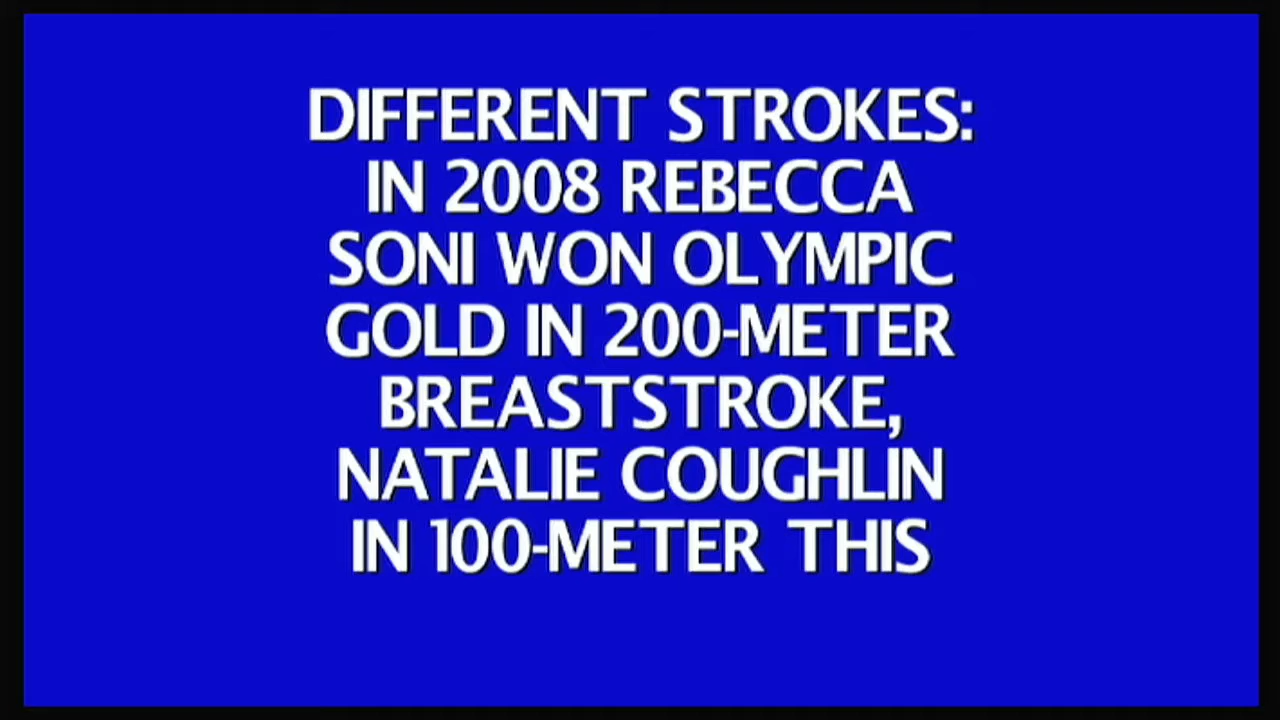 DIFFERENT STROKES:
IN 2008 REBECCA
SONI WON OLYMPIC
GOLD IN 200-METER
BREASTSTROKE,
NATALIE COUGHLIN
IN 100-METER THIS